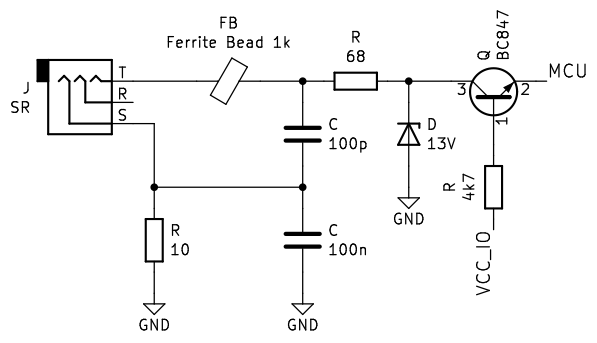 FB
Ferrite Bead 1k
R
68
Q
BC847
J
SR
T
R
S
3
2
1
MCU
C
100p
D
13V
GND
R
4k7
VCC_IO
R
10
C
100n
GND
GND